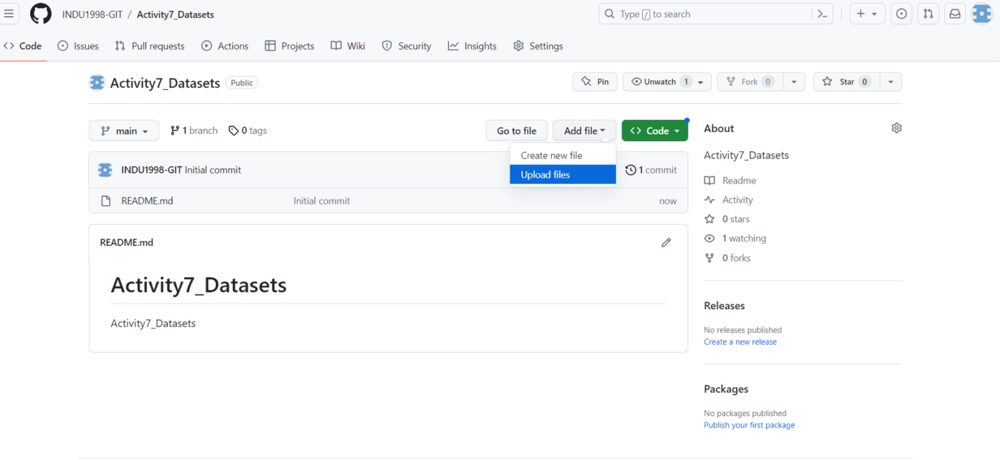 INDU1998-GIT / Activity7_Datasets
Type / to search
Code Issues Pull requests Actions Projects Wiki Security Insights Settings
Activity7_Datasets Public
Pin Unwatch 1 Fork 0 Star 0
main 1 branch 0 tags
Go to file Add file Code
Create new file
Upload files
INDU1998-GIT Initial commit 1 commit
README.md Initial commit now
README.md
Activity7_Datasets
Activity7_Datasets
About
Activity7_Datasets
Readme
Activity
0 stars
1 watching
0 forks
Releases
No releases published
Create a new release
Packages
No packages published
Publish your first package